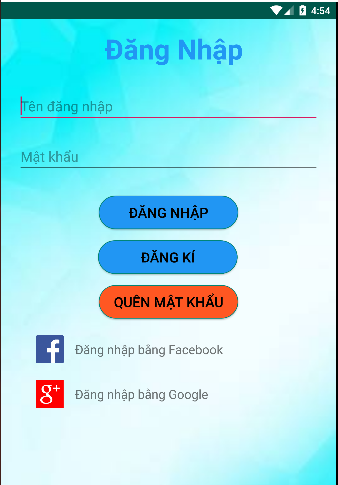 4:54
Đăng Nhập
Tên đăng nhập
Mật khẩu
ĐĂNG NHẬP
ĐĂNG KÍ
QUÊN MẬT KHẨU
f Đăng nhập bằng Facebook
g+ Đăng nhập bằng Google